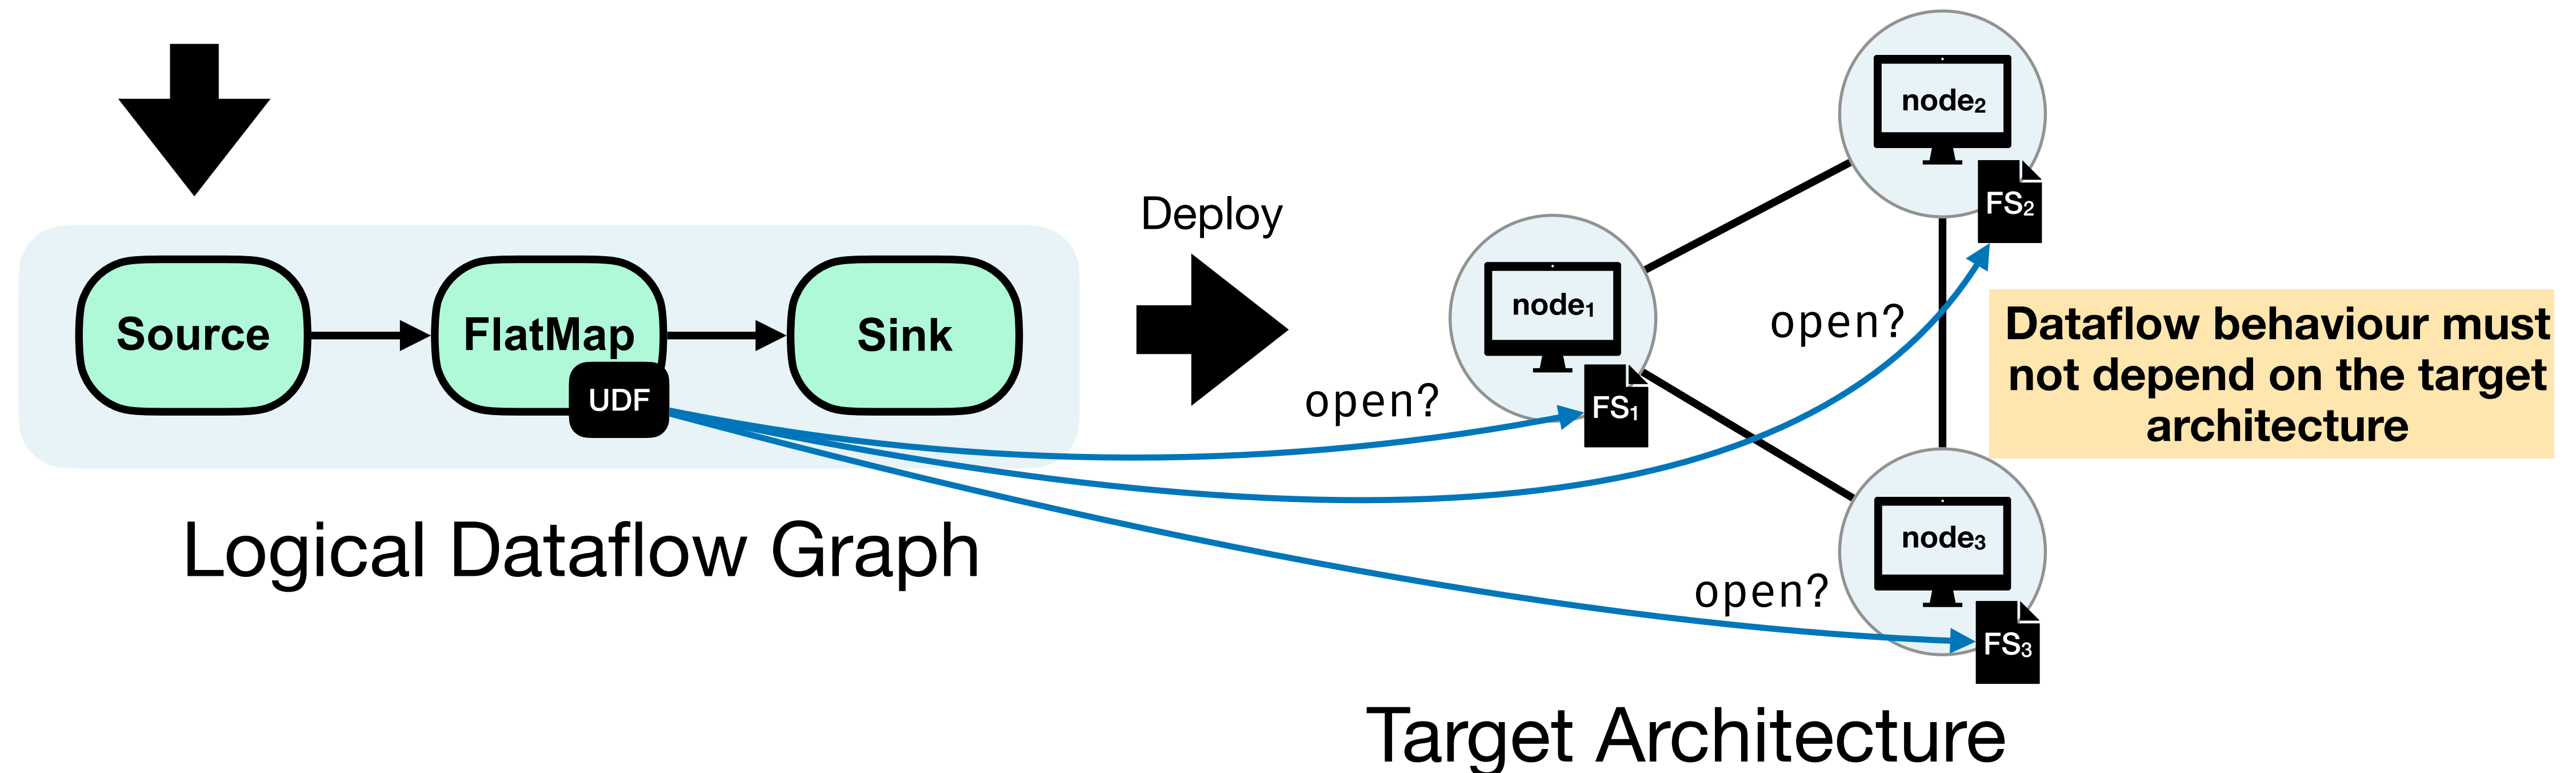 Source
FlatMap
UDF
Sink
Logical Dataflow Graph
Deploy
node₁
FS₁
open?
node₂
FS₂
open?
node₃
FS₃
open?
Dataflow behaviour must
not depend on the target
architecture
Target Architecture